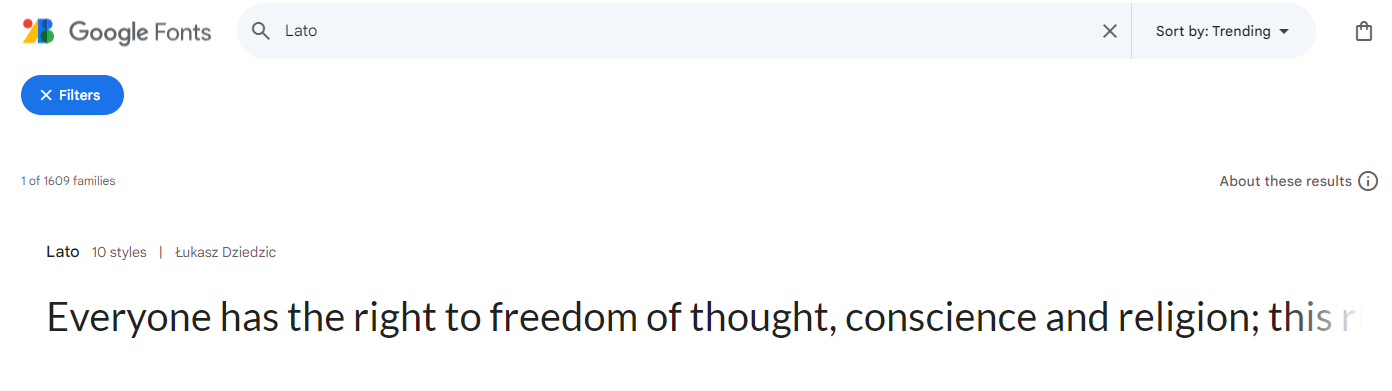 Google Fonts
Lato
Sort by: Trending
Filters
1 of 1609 families
About these results
Lato 10 styles | Łukasz Dziedzic
Everyone has the right to freedom of thought, conscience and religion; this ri